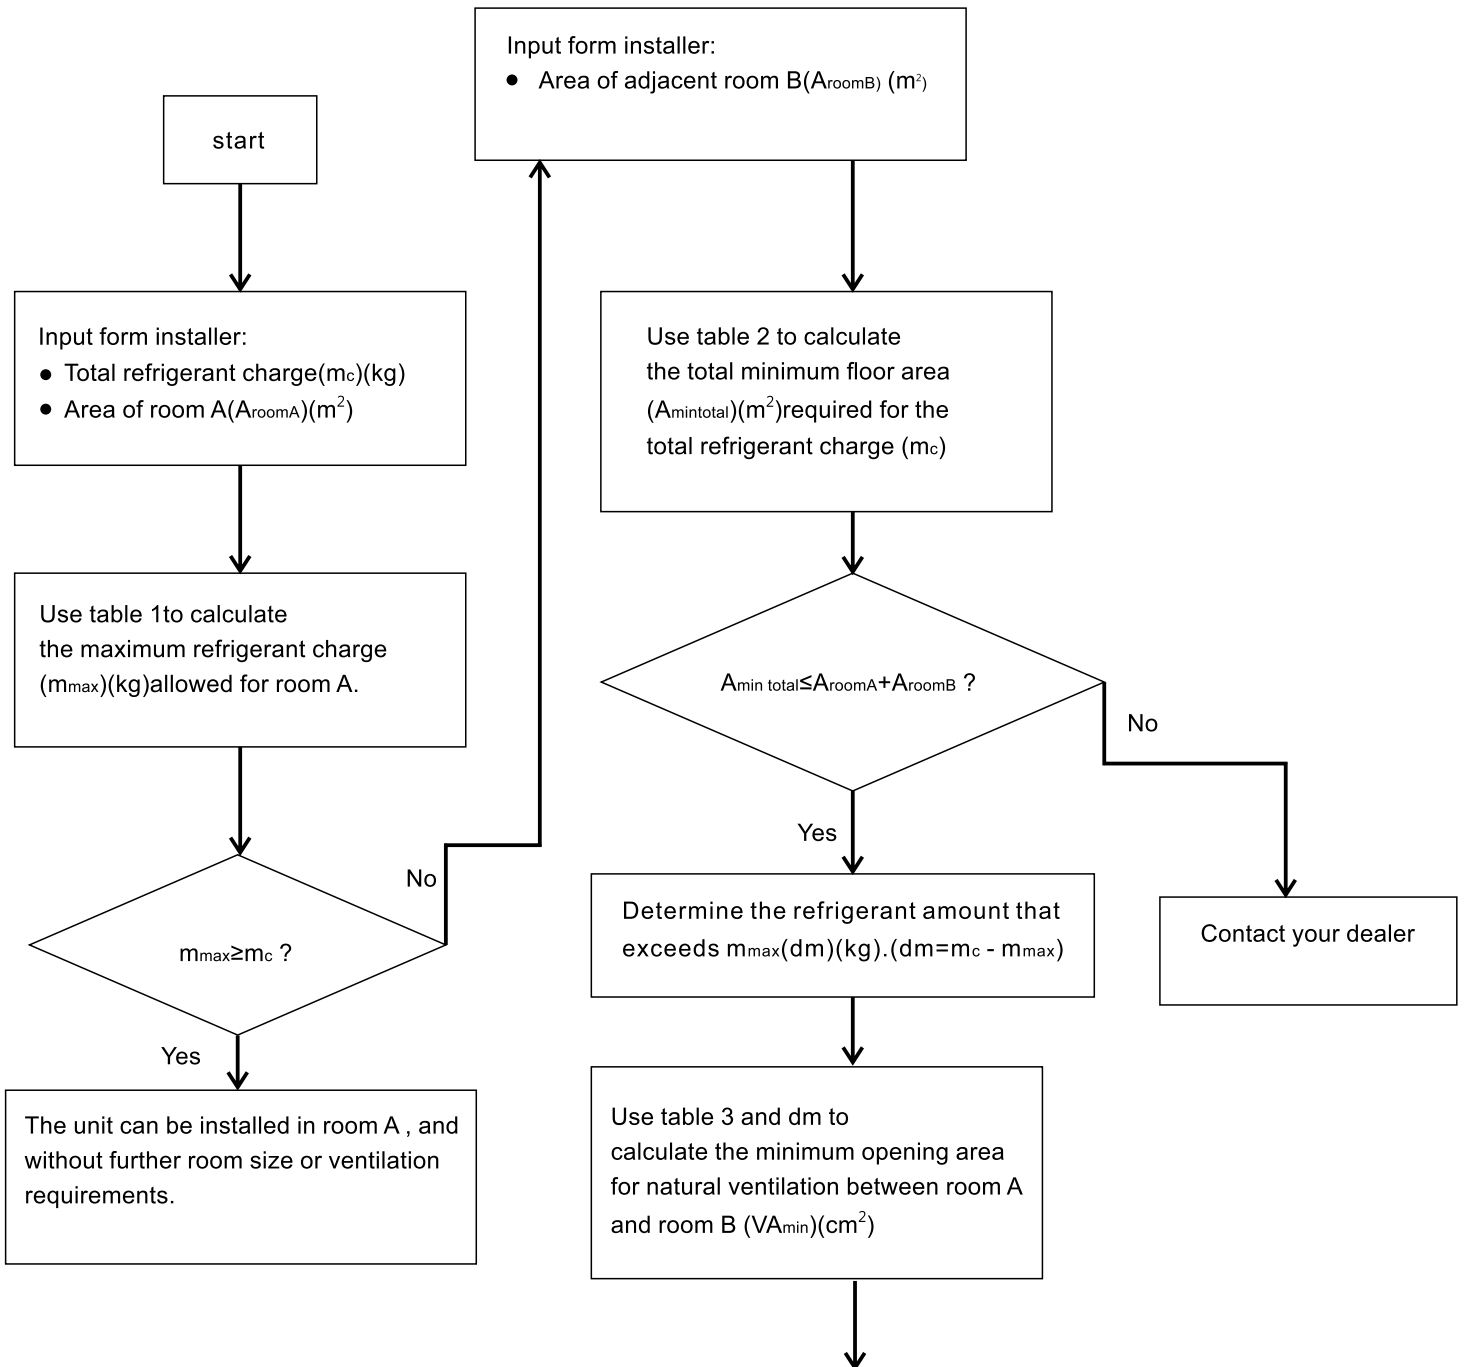 start
Input form installer:
● Total refrigerant charge(mc)(kg)
● Area of room A(AroomA)(m²)
Use table 1to calculate
the maximum refrigerant charge
(mmax)(kg)allowed for room A.
mmax≥mc ?
No
Yes
The unit can be installed in room A , and
without further room size or ventilation
requirements.
Input form installer:
● Area of adjacent room B(AroomB) (m²)
Use table 2 to calculate
the total minimum floor area
(Amintotal)(m²)required for the
total refrigerant charge (mc)
Amin total≤AroomA+AroomB ?
No
Yes
Contact your dealer
Determine the refrigerant amount that
exceeds mmax(dm)(kg).(dm=mc - mmax)
Use table 3 and dm to
calculate the minimum opening area
for natural ventilation between room A
and room B (VAmin)(cm²)